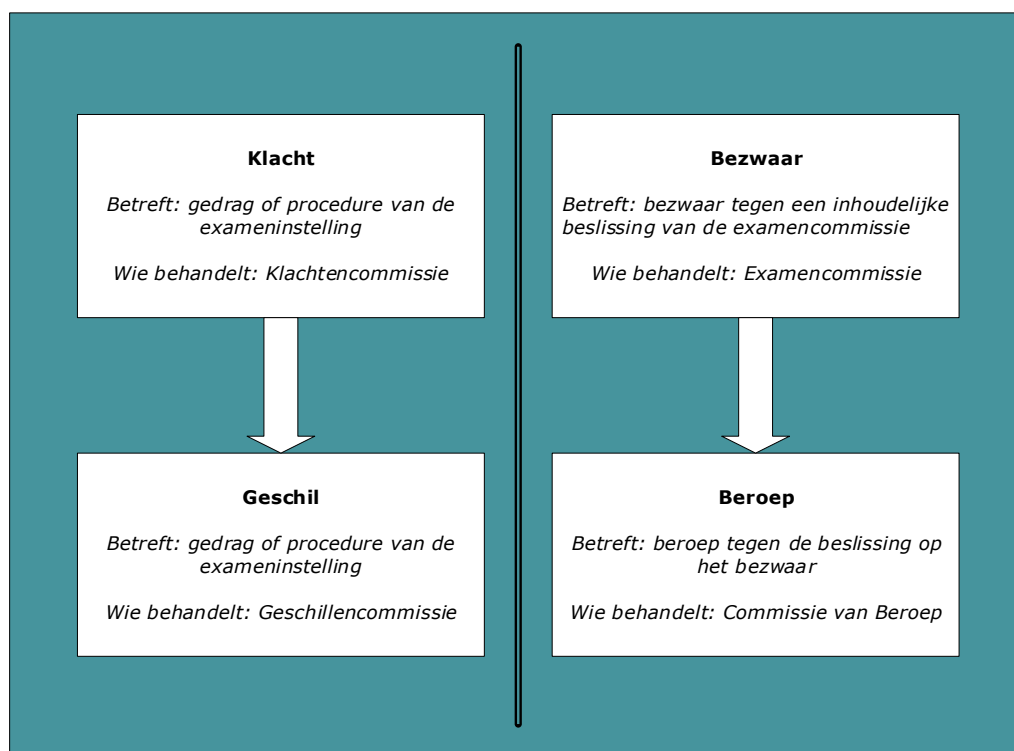 Klacht
Betreft: gedrag of procedure van de
exameninstelling
Wie behandelt: Klachtencommissie
Geschil
Betreft: gedrag of procedure van de
exameninstelling
Wie behandelt: Geschillencommissie
Bezwaar
Betreft: bezwaar tegen een inhoudelijke
beslissing van de examencommissie
Wie behandelt: Examencommissie
Beroep
Betreft: beroep tegen de beslissing op
het bezwaar
Wie behandelt: Commissie van Beroep